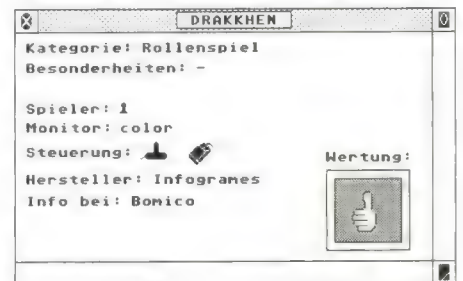 DRAKKHEN
Kategorie: Rollenspiel
Besonderheiten: -
Spieler: 1
Monitor: color
Steuerung:
Wertung:
Hersteller: Infogrames
Info bei: Bomico